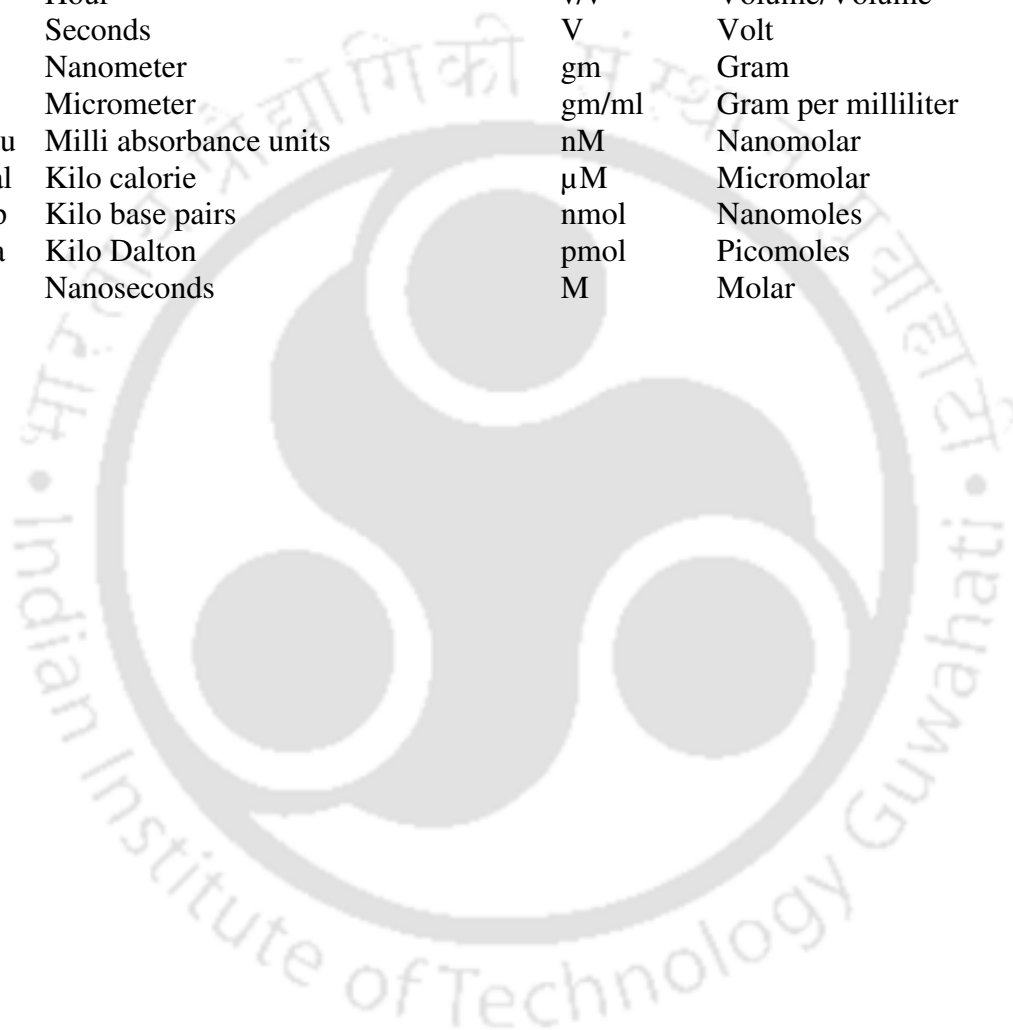 Hour v/v Volume/Volume
Seconds V Volt
Nanometer gm Gram
Micrometer gm/ml Gram per milliliter
u Milli absorbance units nM Nanomolar
al Kilo calorie µM Micromolar
Kilo base pairs nmol Nanomoles
a Kilo Dalton pmol Picomoles
Nanoseconds M Molar
Indian Institute of Technology Guwahati